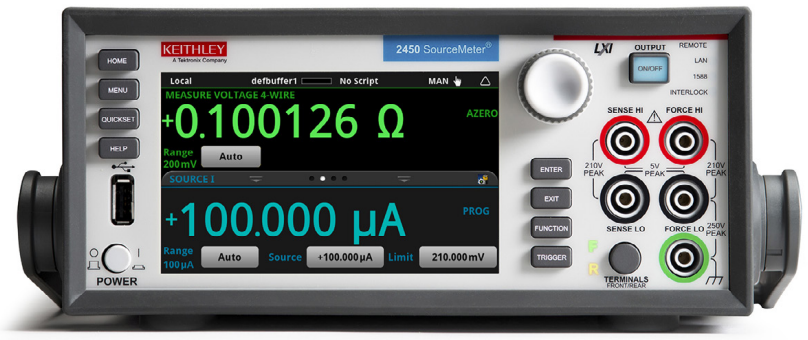 KEITHLEY
A Tektronix Company
2450 SourceMeter®
LXI
OUTPUT
ON/OFF
REMOTE
LAN
1588
INTERLOCK
HOME
MENU
QUICKSET
HELP
POWER
Local defbuffer1 No Script MAN
MEASURE VOLTAGE 4-WIRE
+0.100126 Ω
AZERO
Range
200mV Auto
SOURCE I
+100.000 µA
PROG
Range
100µA Auto Source +100.000µA Limit 210.000mV
ENTER
EXIT
FUNCTION
TRIGGER
SENSE HI FORCE HI
210V
PEAK
5V
PEAK
210V
PEAK
SENSE LO FORCE LO
250V
PEAK
F
R
TERMINALS
FRONT/REAR